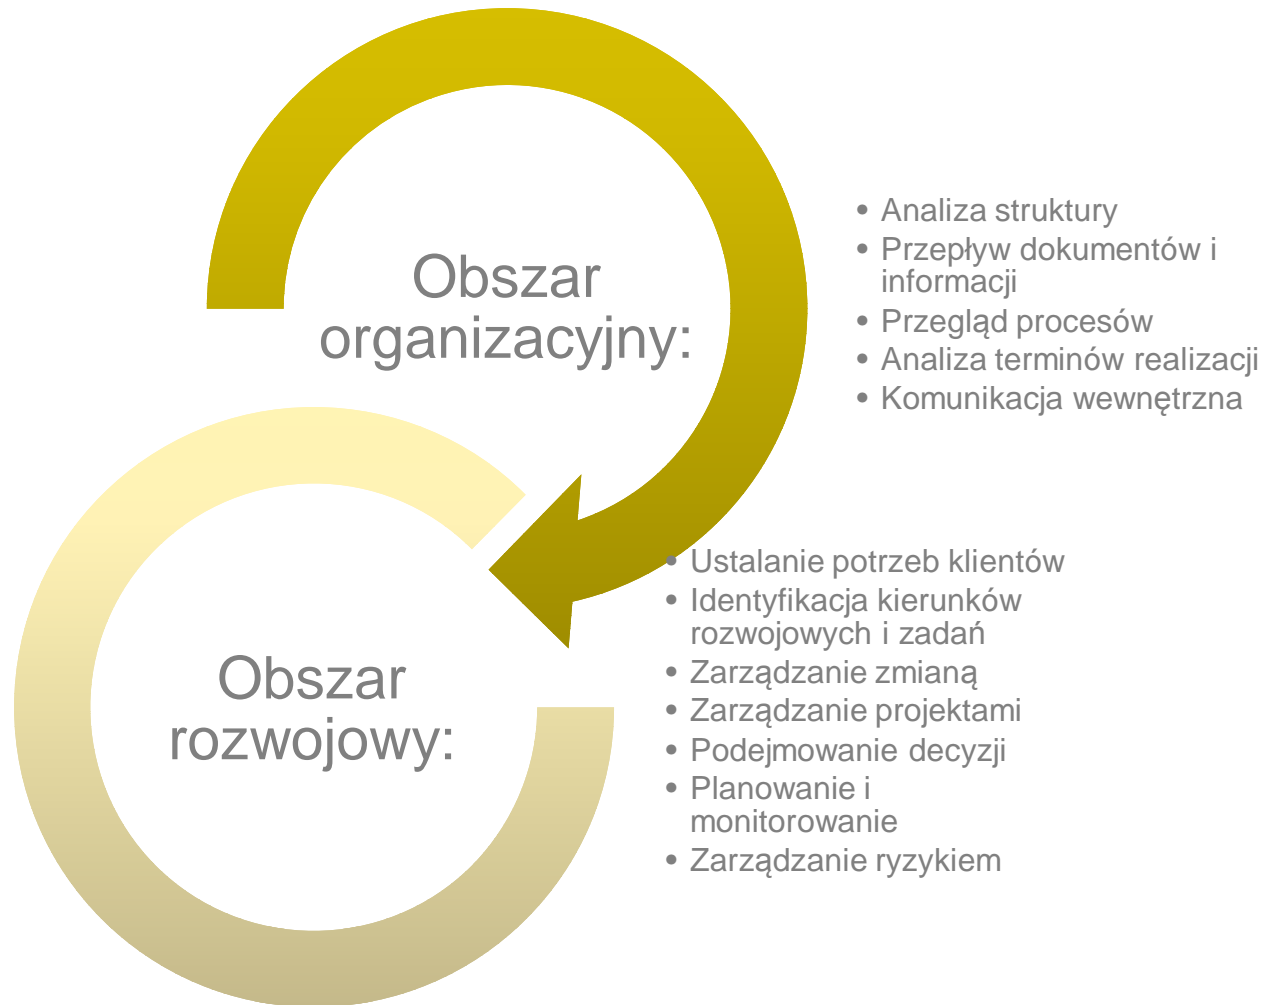 Obszar
organizacyjny:
• Analiza struktury
• Przepływ dokumentów i
informacji
• Przegląd procesów
• Analiza terminów realizacji
• Komunikacja wewnętrzna
Obszar
rozwojowy:
• Ustalanie potrzeb klientów
• Identyfikacja kierunków
rozwojowych i zadań
• Zarządzanie zmianą
• Zarządzanie projektami
• Podejmowanie decyzji
• Planowanie i
monitorowanie
• Zarządzanie ryzykiem